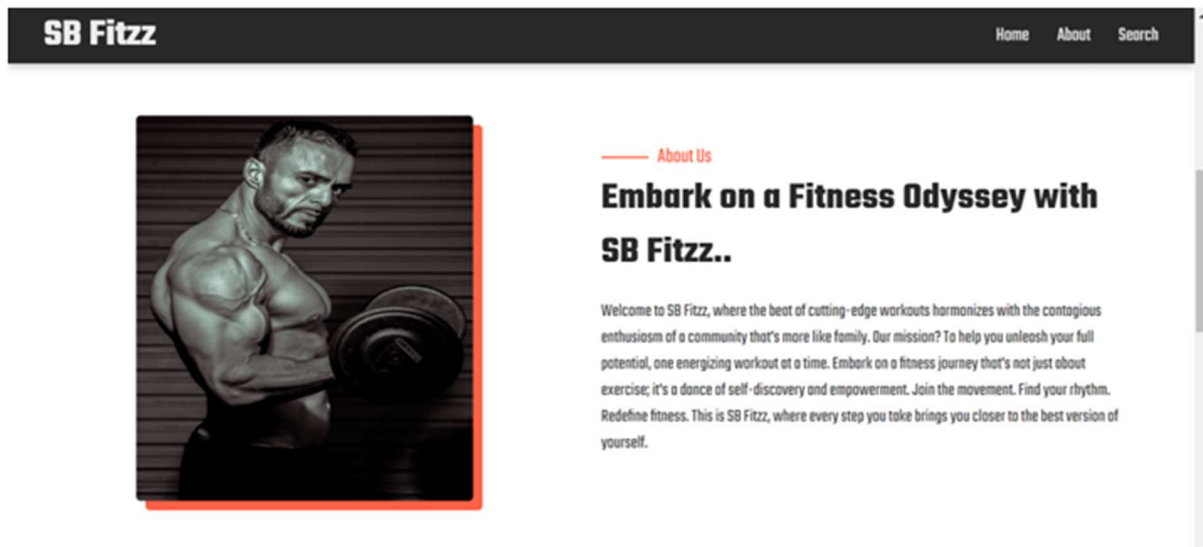 SB Fitzz
Home About Search
About Us
Embark on a Fitness Odyssey with
SB Fitzz..
Welcome to SB Fitzz, where the beat of cutting-edge workouts harmonizes with the contagious
enthusiasm of a community that's more like family. Our mission? To help you unleash your full
potential, one energizing workout at a time. Embark on a fitness journey that's not just about
exercise; it's a dance of self-discovery and empowerment. Join the movement. Find your rhythm.
Redefine fitness. This is SB Fitzz, where every step you take brings you closer to the best version of
yourself.